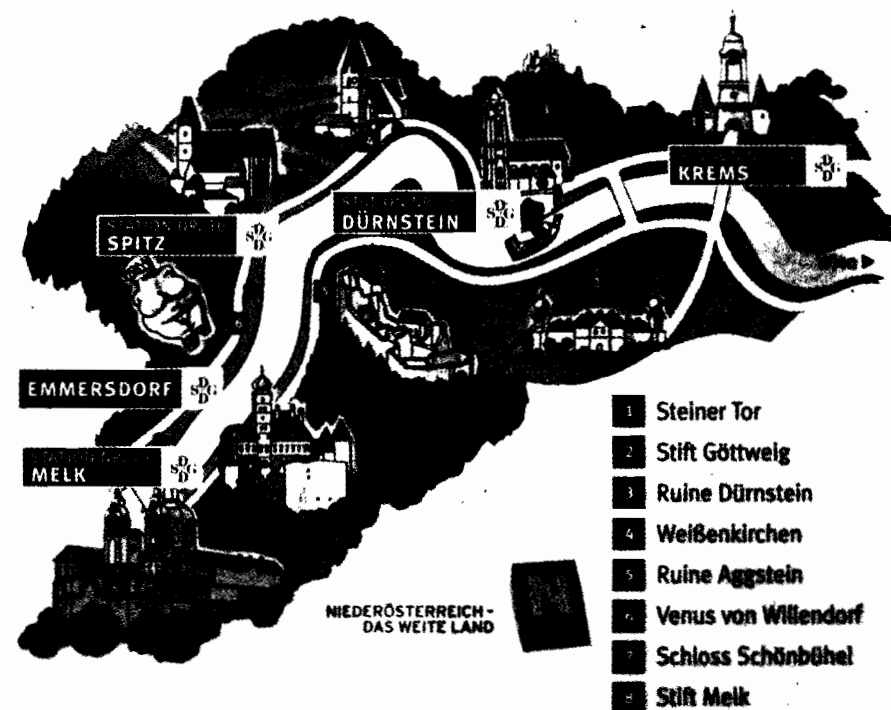 KREMS
DÜRNSTEIN
SPITZ
EMMERSDORF
MELK
1 Steiner Tor
2 Stift Göttweig
3 Ruine Dürnstein
4 Weißenkirchen
5 Ruine Aggstein
6 Venus von Willendorf
7 Schloss Schönbühel
8 Stift Melk
NIEDERÖSTERREICH -
DAS WEITE LAND